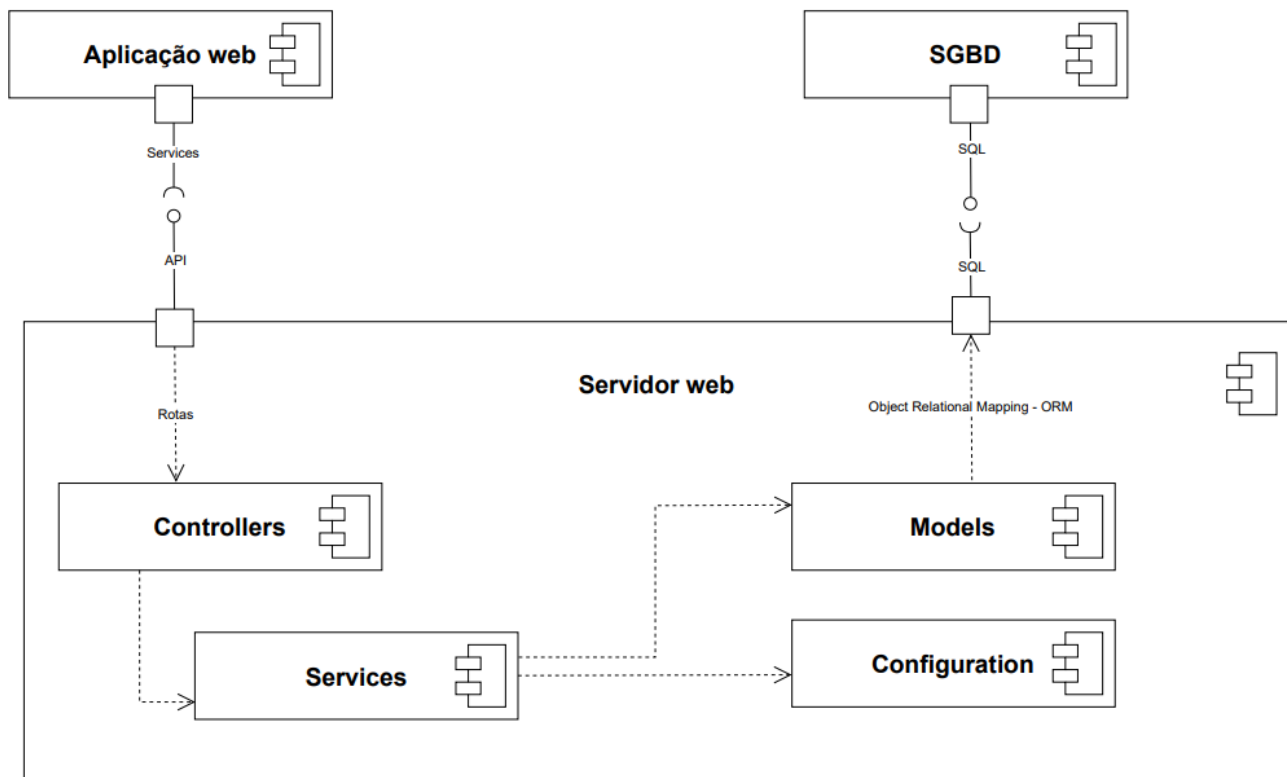 Aplicação web
SGBD
Services
SQL
API
SQL
Servidor web
Rotas
Object Relational Mapping - ORM
Controllers
Models
Services
Configuration